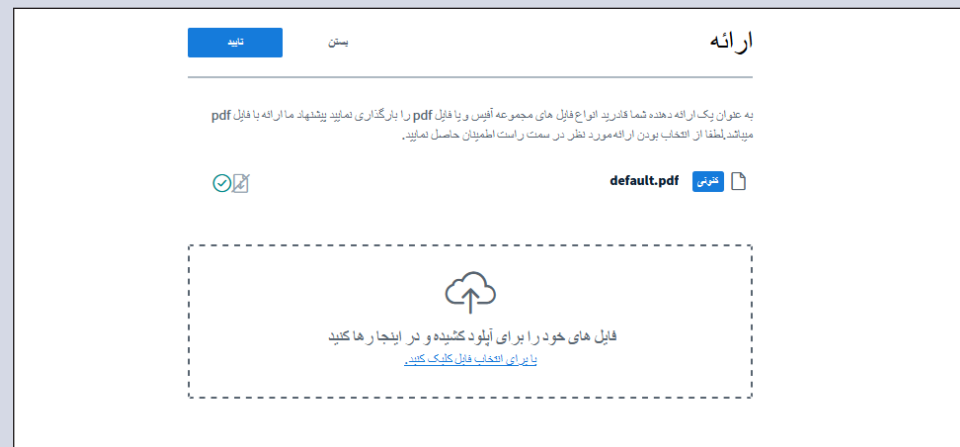 ارائه
بستن
تایید
به عنوان یک ارائه دهنده شما قادرید انواع فایل های مجموعه آفیس و یا فایل pdf را بارگذاری نمایید پیشنهاد ما ارائه با فایل pdf
میباشد.لطفا از انتخاب بودن ارائه مورد نظر در سمت راست اطمینان حاصل نمایید.
کنونی default.pdf
فایل های خود را برای آپلود کشیده و در اینجا رها کنید
یا برای انتخاب فایل کلیک کنید.